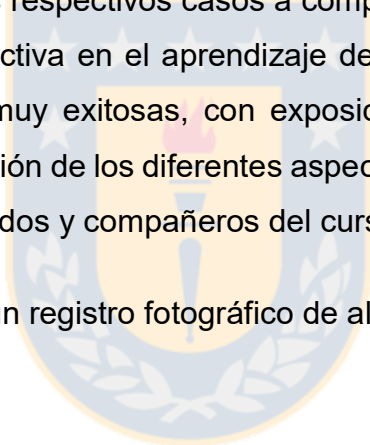 respectivos casos a comp
ctiva en el aprendizaje de
muy exitosas, con exposic
ión de los diferentes aspec
dos y compañeros del curs
n registro fotográfico de al